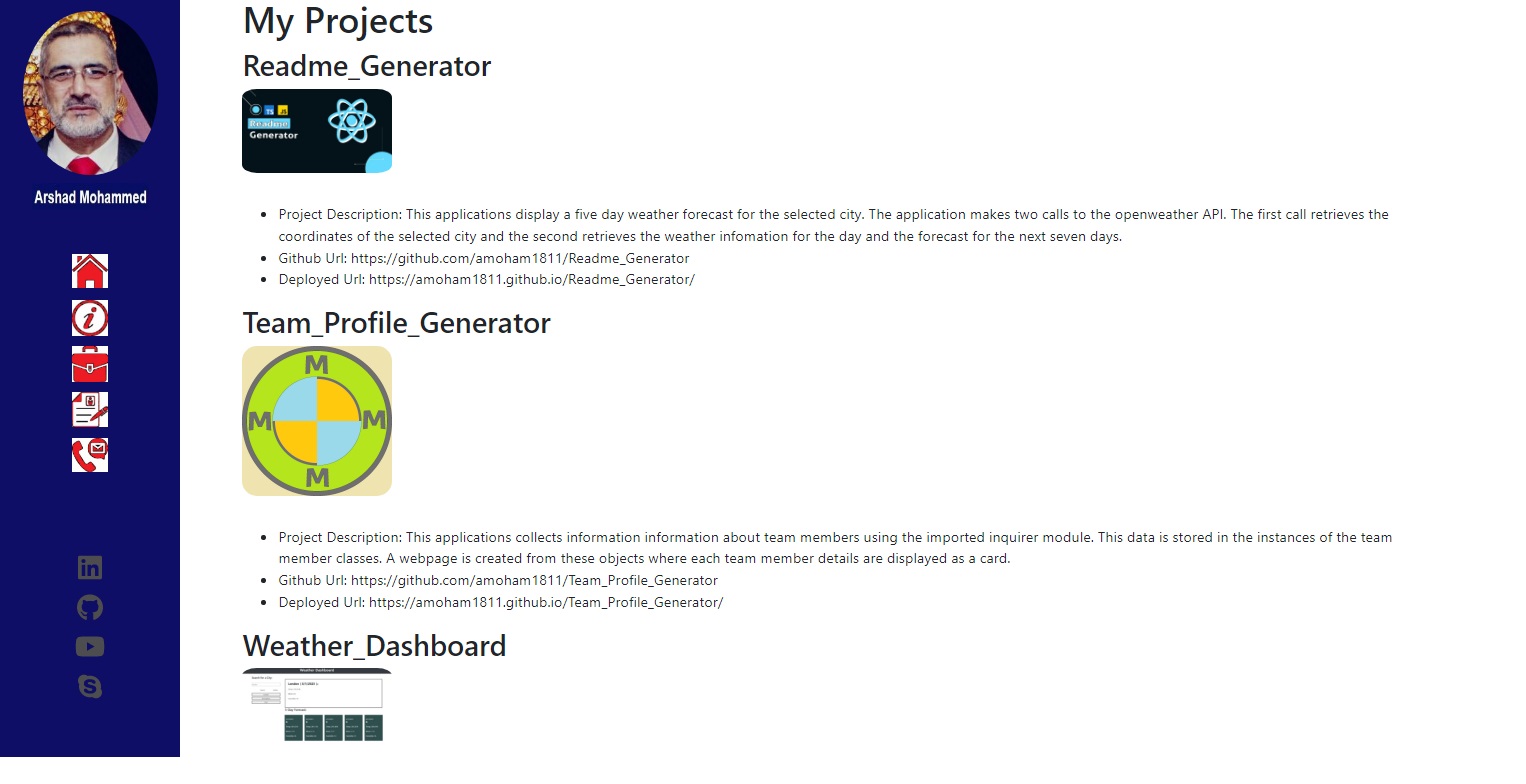 Arshad Mohammed
My Projects
Readme_Generator
TS JS
Readme
Generator
Project Description: This applications display a five day weather forecast for the selected city. The application makes two calls to the openweather API. The first call retrieves the
coordinates of the selected city and the second retrieves the weather infomation for the day and the forecast for the next seven days.
Github Url: https://github.com/amoham1811/Readme_Generator
Deployed Url: https://amoham1811.github.io/Readme_Generator/
Team_Profile_Generator
M
M M
M
Project Description: This applications collects information information about team members using the imported inquirer module. This data is stored in the instances of the team
member classes. A webpage is created from these objects where each team member details are displayed as a card.
Github Url: https://github.com/amoham1811/Team_Profile_Generator
Deployed Url: https://amoham1811.github.io/Team_Profile_Generator/
Weather_Dashboard
Weather Dashboard